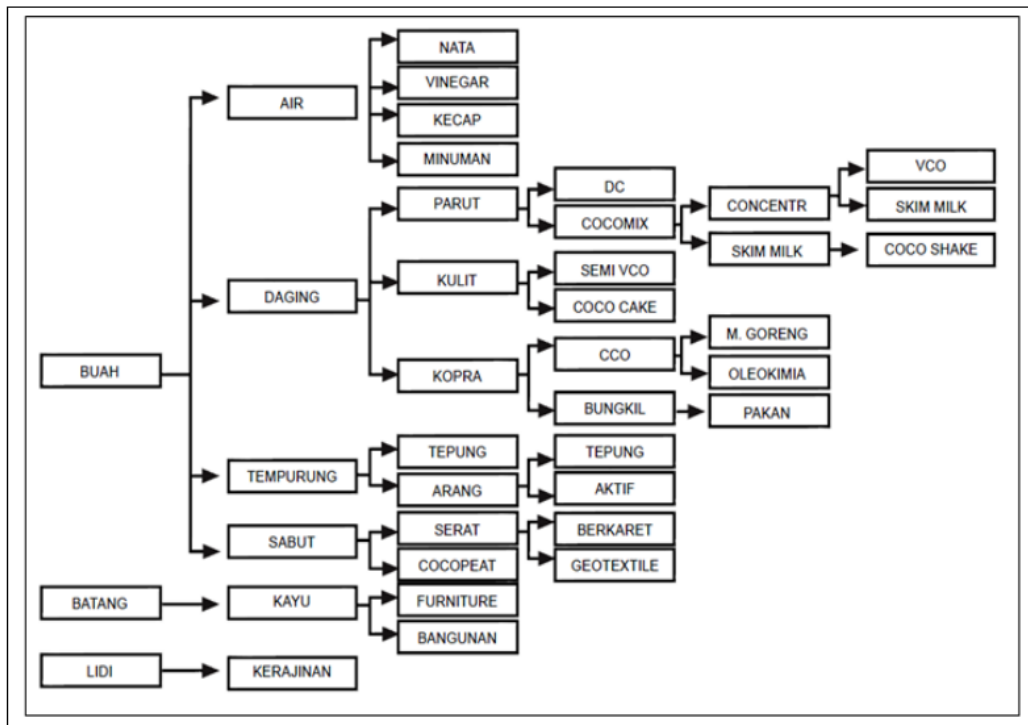 BUAH
AIR
NATA
VINEGAR
KECAP
MINUMAN
DAGING
PARUT
DC
COCOMIX
CONCENTR
VCO
SKIM MILK
SKIM MILK
COCO SHAKE
KULIT
SEMI VCO
COCO CAKE
KOPRA
CCO
M. GORENG
OLEOKIMIA
BUNGKIL
PAKAN
TEMPURUNG
TEPUNG
ARANG
TEPUNG
AKTIF
SABUT
SERAT
BERKARET
GEOTEXTILE
COCOPEAT
BATANG
KAYU
FURNITURE
BANGUNAN
LIDI
KERAJINAN